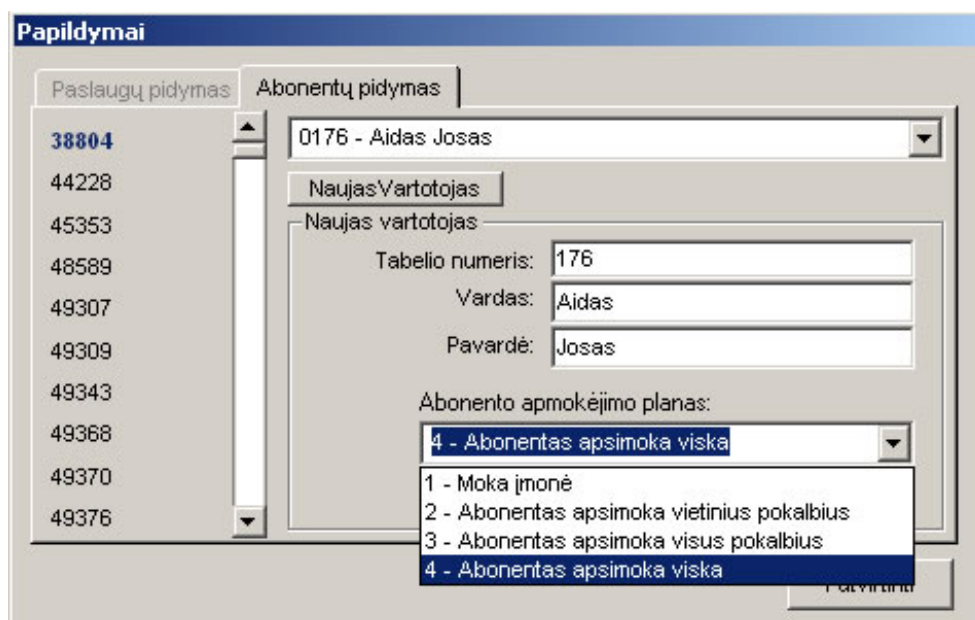 Papildymai
Paslaugų pidymas
Abonentų pidymas
38804
44228
45353
48589
49307
49309
49343
49368
49370
49376
0176 - Aidas Josas
NaujasVartotojas
Naujas vartotojas
Tabelio numeris:
176
Vardas:
Aidas
Pavardė:
Josas
Abonento apmokėjimo planas:
4 - Abonentas apsimoka viska
1 - Moka įmonė
2 - Abonentas apsimoka vietinius pokalbius
3 - Abonentas apsimoka visus pokalbius
4 - Abonentas apsimoka viska